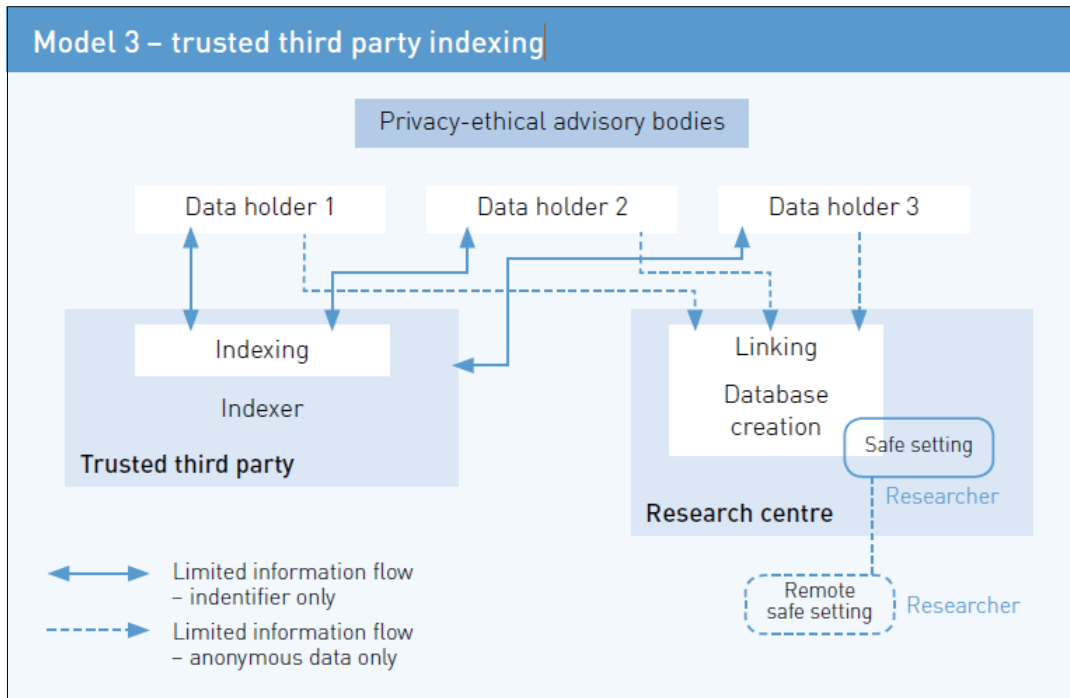 Model 3 – trusted third party indexing
Privacy-ethical advisory bodies
Data holder 1
Data holder 2
Data holder 3
Indexing
Indexer
Trusted third party
Linking
Database
creation
Safe setting
Researcher
Research centre
Remote
safe setting
Researcher
Limited information flow
– indentifier only
Limited information flow
– anonymous data only